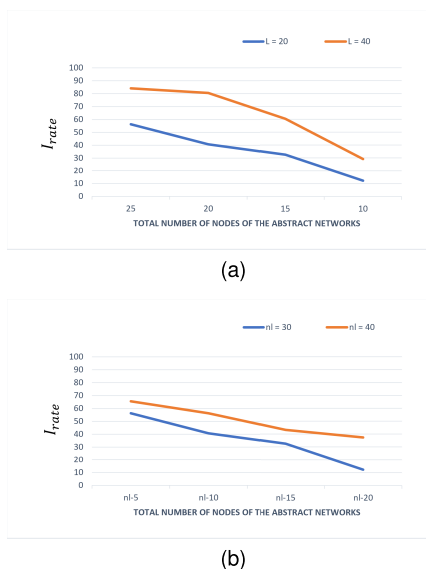 L = 20 L = 40
100
90
80
70
60
50
40
30
20
10
0
I_rate
25 20 15 10
TOTAL NUMBER OF NODES OF THE ABSTRACT NETWORKS
(a)
nl = 30 nl = 40
100
90
80
70
60
50
40
30
20
10
0
I_rate
nl-5 nl-10 nl-15 nl-20
TOTAL NUMBER OF NODES OF THE ABSTRACT NETWORKS
(b)